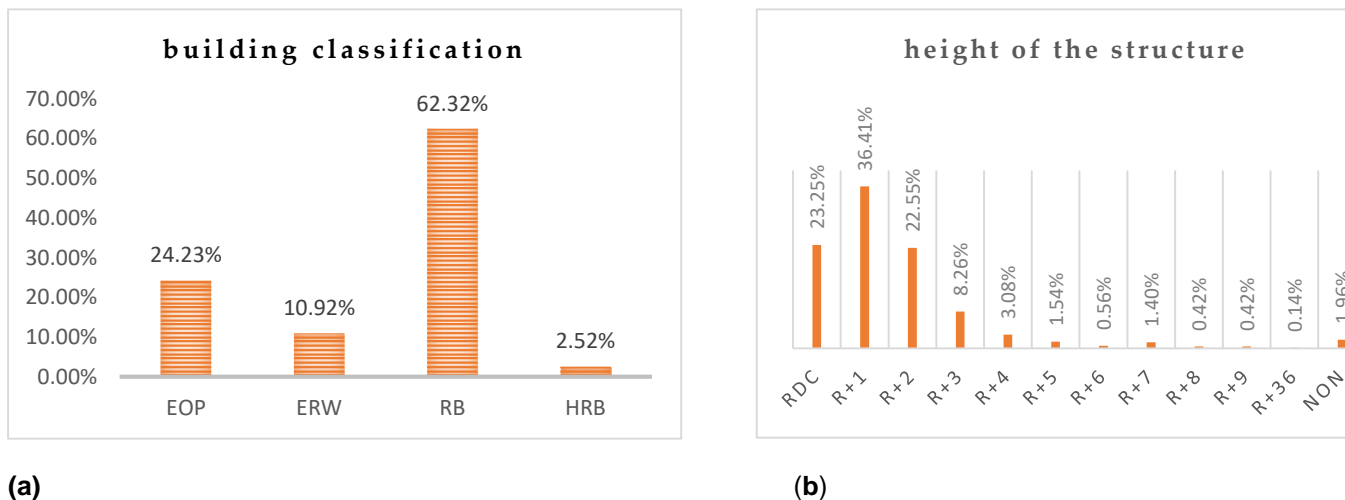 building classification
70.00%
60.00%
50.00%
40.00%
30.00%
20.00%
10.00%
0.00%
24.23%
10.92%
62.32%
2.52%
EOP
ERW
RB
HRB
(a)
height of the structure
23.25%
36.41%
22.55%
8.26%
3.08%
1.54%
0.56%
1.40%
0.42%
0.42%
0.14%
1.96%
RDC
R+1
R+2
R+3
R+4
R+5
R+6
R+7
R+8
R+9
R+36
NON
(b)